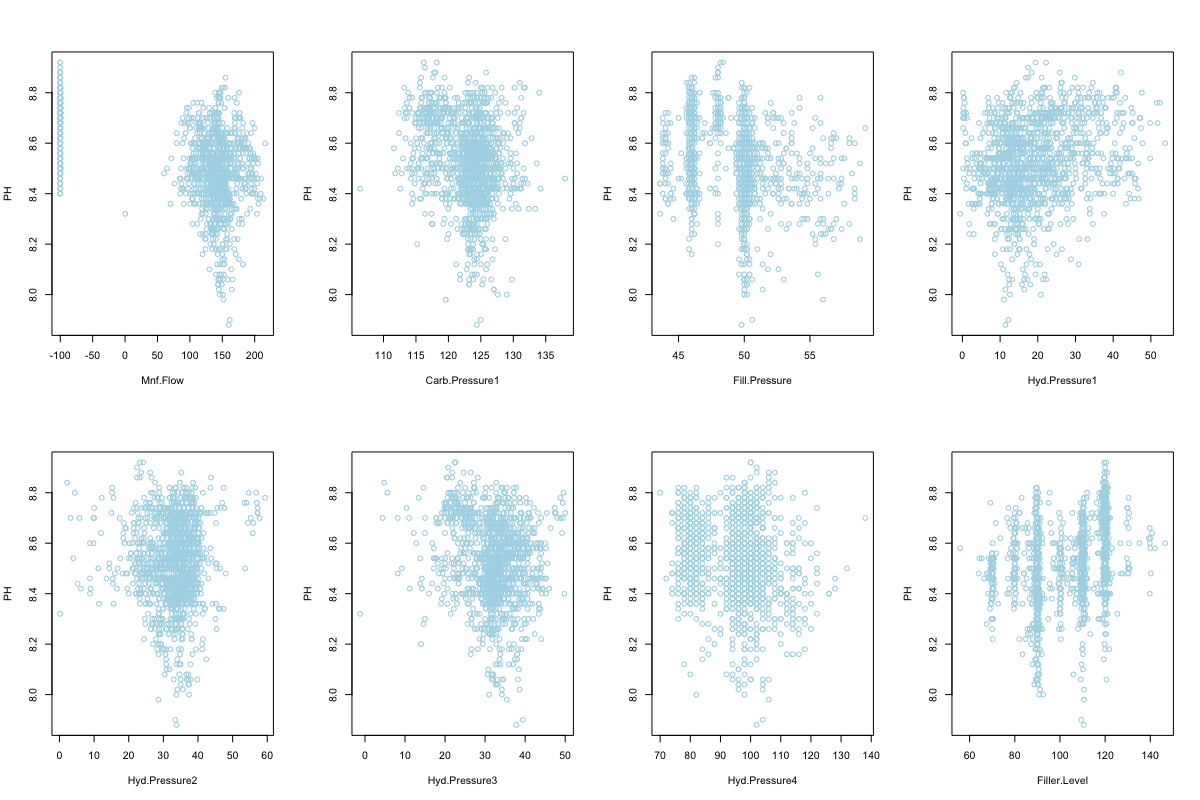 PH
8.0 8.2 8.4 8.6 8.8
-100 -50 0 50 100 150 200
Mnf.Flow
PH
8.0 8.2 8.4 8.6 8.8
110 115 120 125 130 135
Carb.Pressure1
PH
8.0 8.2 8.4 8.6 8.8
45 50 55
Fill.Pressure
PH
8.0 8.2 8.4 8.6 8.8
0 10 20 30 40 50
Hyd.Pressure1
PH
8.0 8.2 8.4 8.6 8.8
0 10 20 30 40 50 60
Hyd.Pressure2
PH
8.0 8.2 8.4 8.6 8.8
0 10 20 30 40 50
Hyd.Pressure3
PH
8.0 8.2 8.4 8.6 8.8
70 80 90 100 110 120 130 140
Hyd.Pressure4
PH
8.0 8.2 8.4 8.6 8.8
60 80 100 120 140
Filler.Level